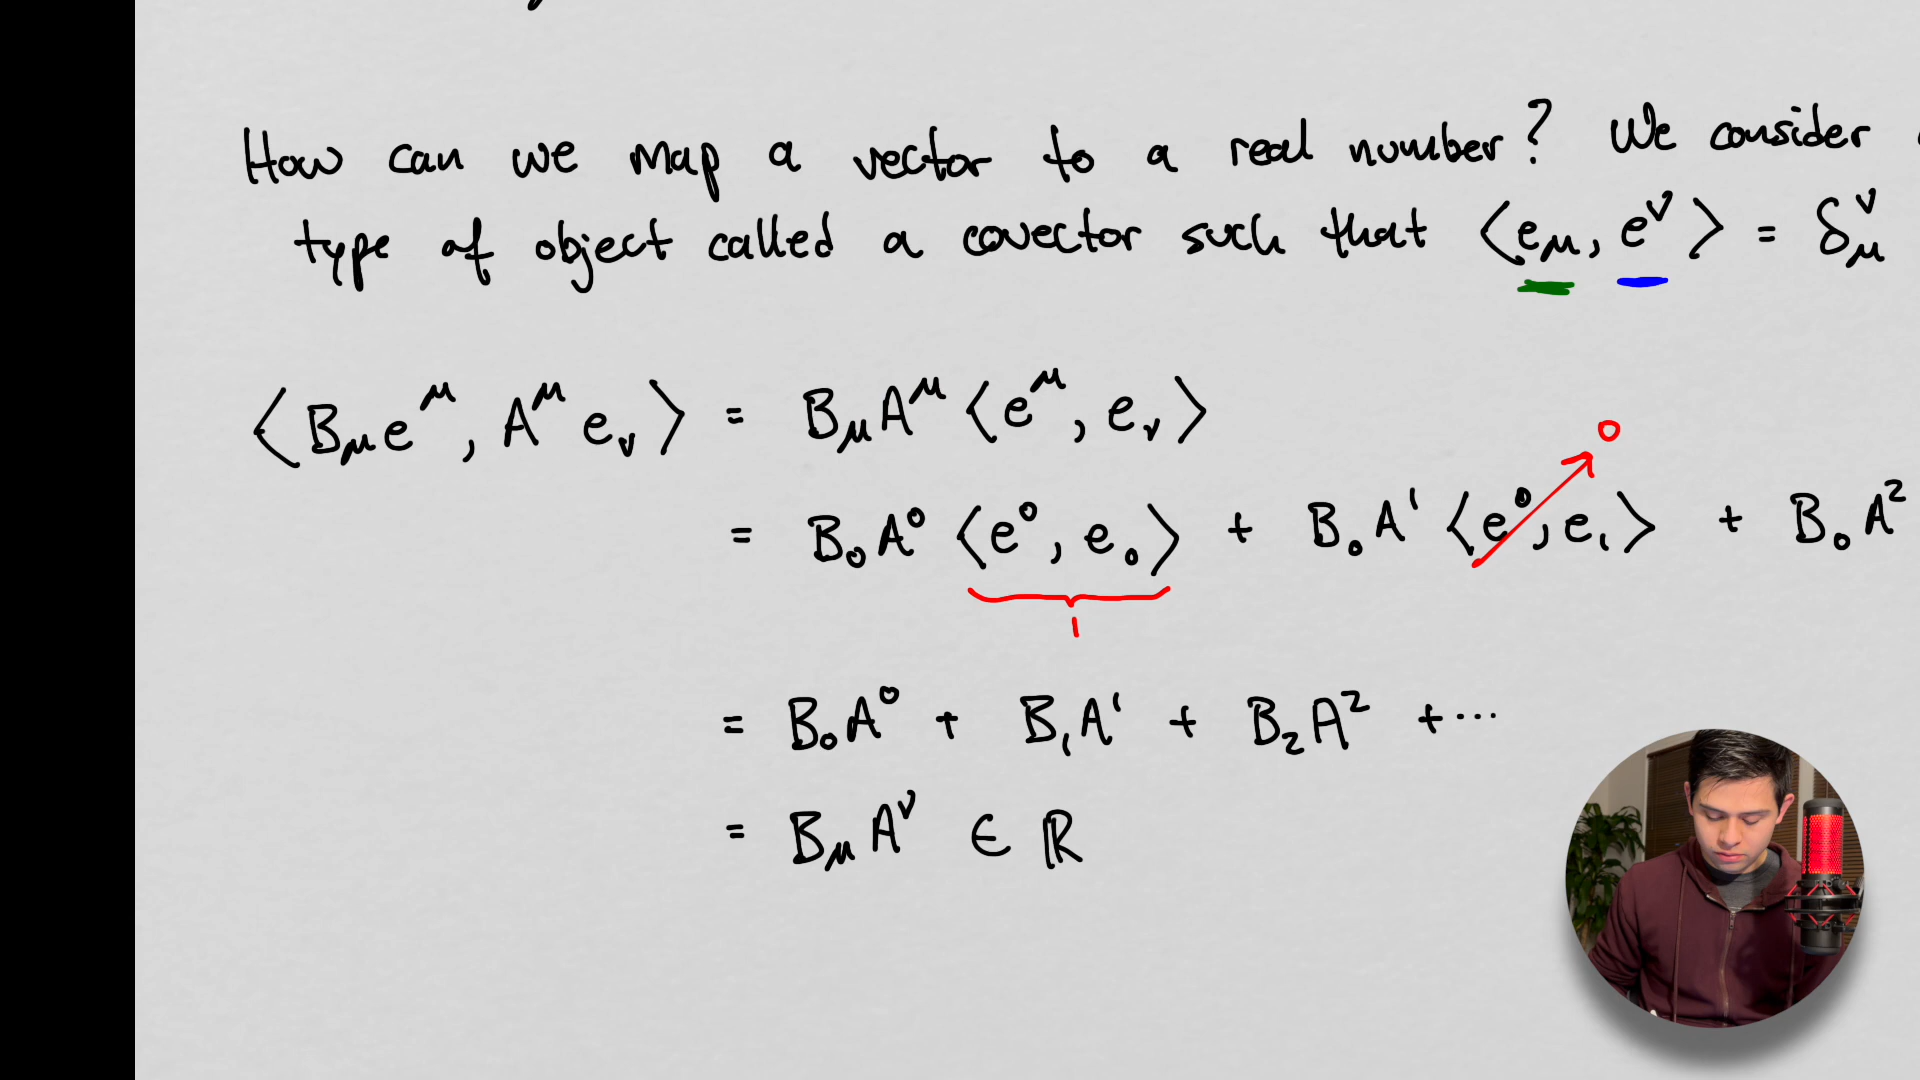 How can we map a vector to a real number? We consider
type of object called a covector such that ⟨e_μ, e^ν⟩ = δ_μ^ν
⟨B_μ e^μ, A^μ e_ν⟩ = B_μ A^μ ⟨e^μ, e_ν⟩
0
= B_0 A^0 ⟨e^0, e_0⟩ + B_0 A^1 ⟨e^0, e_1⟩ + B_0 A^2
1
= B_0 A^0 + B_1 A^1 + B_2 A^2 + ⋯
= B_μ A^ν ∈ ℝ